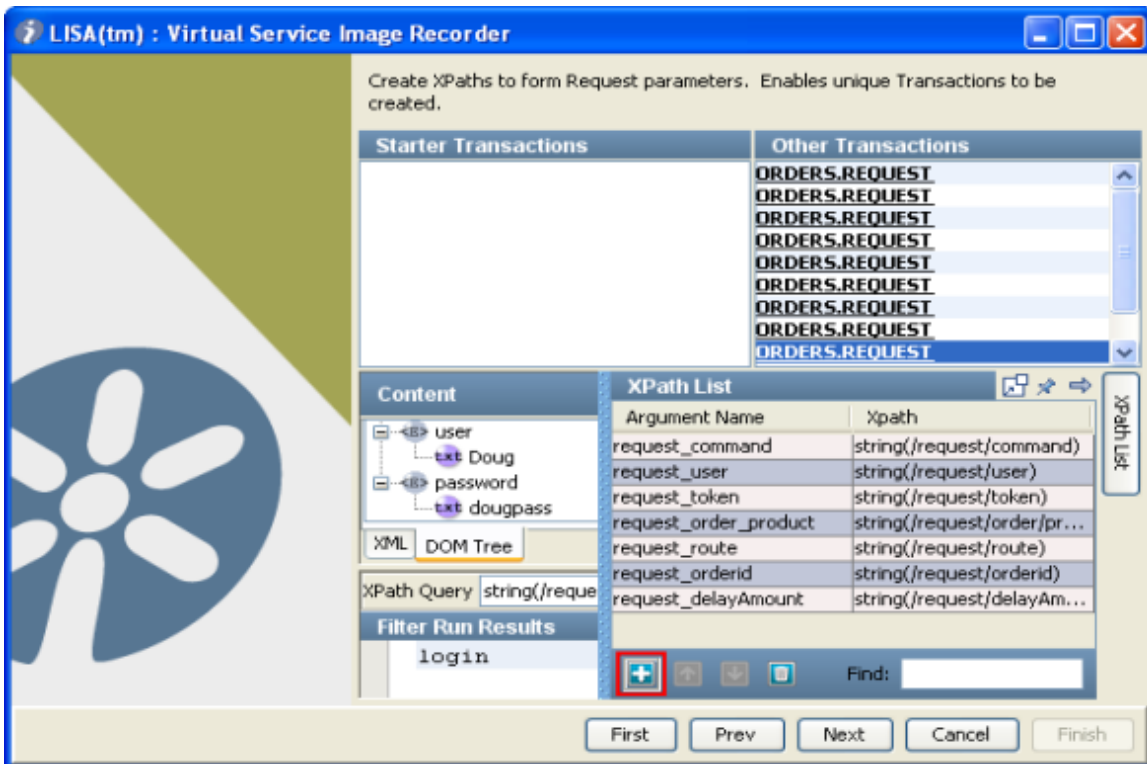 LISA(tm) : Virtual Service Image Recorder
Create XPaths to form Request parameters. Enables unique Transactions to be
created.
Starter Transactions
Other Transactions
ORDERS.REQUEST
ORDERS.REQUEST
ORDERS.REQUEST
ORDERS.REQUEST
ORDERS.REQUEST
ORDERS.REQUEST
ORDERS.REQUEST
ORDERS.REQUEST
ORDERS.REQUEST
Content
<E> user
txt Doug
<E> password
txt dougpass
XML DOM Tree
XPath Query string(/reque
Filter Run Results
login
XPath List
Argument Name Xpath
request_command string(/request/command)
request_user string(/request/user)
request_token string(/request/token)
request_order_product string(/request/order/pr...
request_route string(/request/route)
request_orderid string(/request/orderid)
request_delayAmount string(/request/delayAm...
Find:
XPath List
First Prev Next Cancel Finish